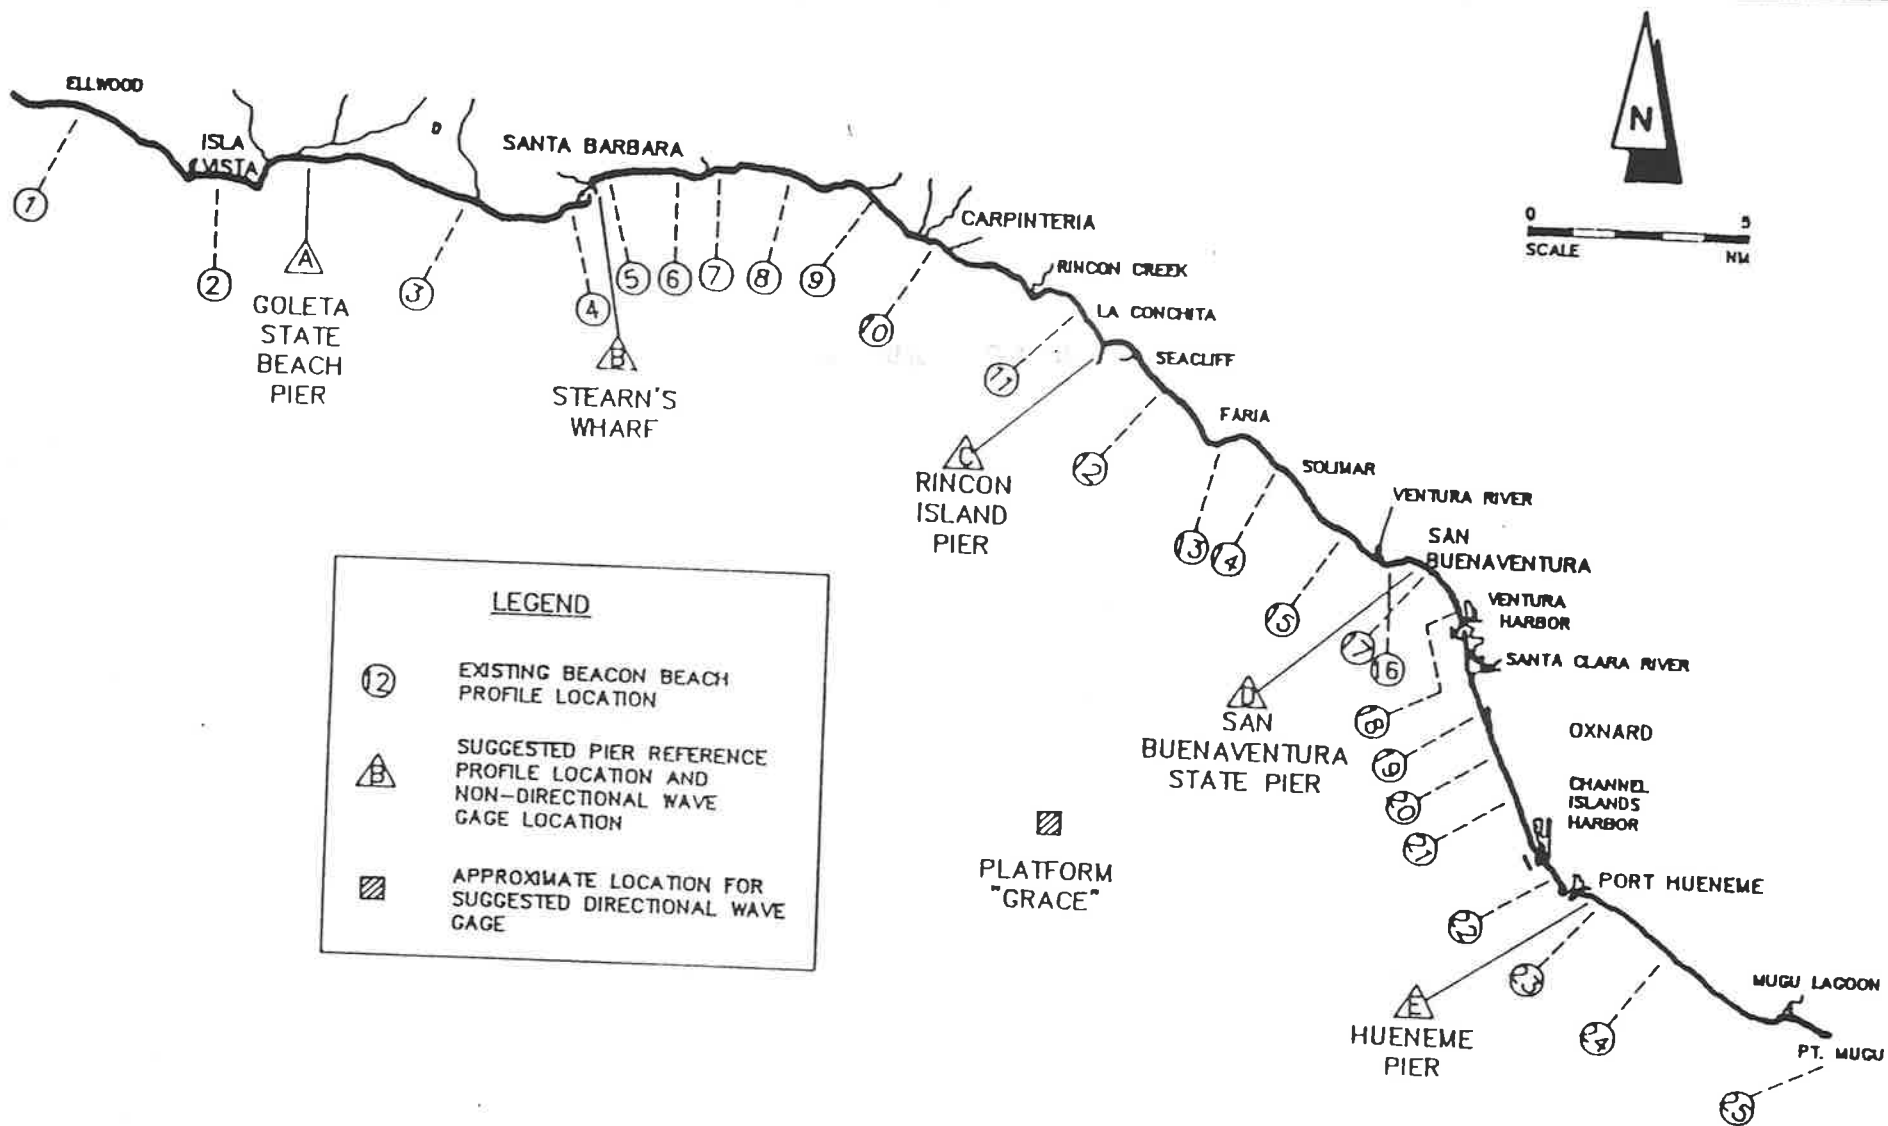 ELLWOOD
ISLA
VISTA
D
SANTA BARBARA
CARPINTERIA
RINCON CREEK
LA CONCHITA
SEACLIFF
FARIA
SOLIMAR
VENTURA RIVER
SAN
BUENAVENTURA
VENTURA
HARBOR
SANTA CLARA RIVER
OXNARD
CHANNEL
ISLANDS
HARBOR
PORT HUENEME
MUGU LAGOON
PT. MUGU
N
0 5
SCALE NM
1
2
3
4
5
6
7
8
9
10
11
12
13
14
15
16
17
18
19
20
21
22
23
24
25
A
GOLETA
STATE
BEACH
PIER
B
STEARN'S
WHARF
C
RINCON
ISLAND
PIER
D
SAN
BUENAVENTURA
STATE PIER
E
HUENEME
PIER
PLATFORM
"GRACE"
LEGEND
12
EXISTING BEACON BEACH
PROFILE LOCATION
B
SUGGESTED PIER REFERENCE
PROFILE LOCATION AND
NON-DIRECTIONAL WAVE
GAGE LOCATION
APPROXIMATE LOCATION FOR
SUGGESTED DIRECTIONAL WAVE
GAGE